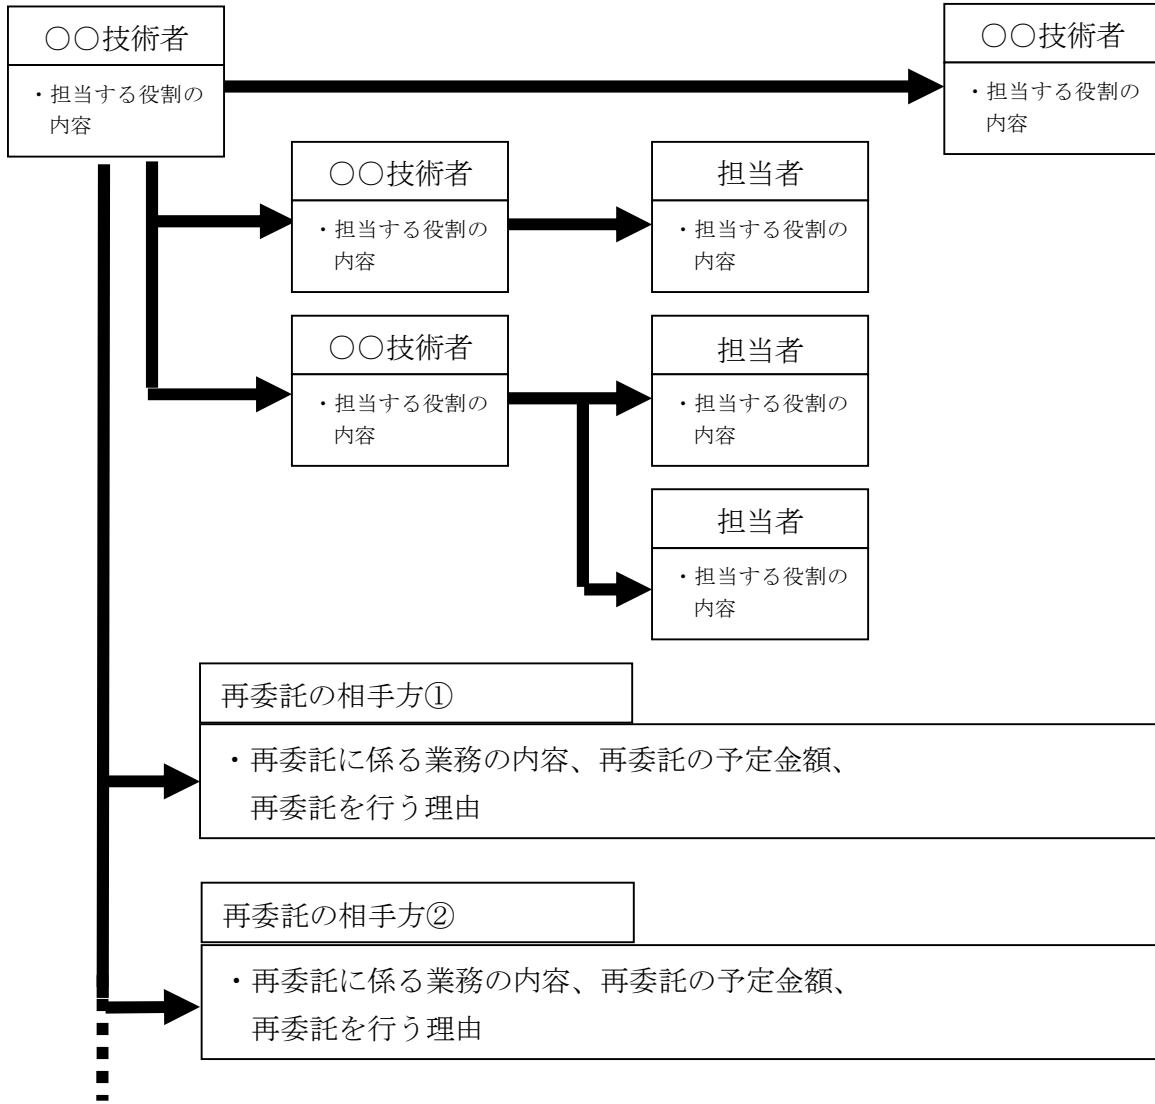 〇〇技術者
・担当する役割の
内容
〇〇技術者
・担当する役割の
内容
〇〇技術者
・担当する役割の
内容
担当者
・担当する役割の
内容
〇〇技術者
・担当する役割の
内容
担当者
・担当する役割の
内容
担当者
・担当する役割の
内容
再委託の相手方①
・再委託に係る業務の内容、再委託の予定金額、
再委託を行う理由
再委託の相手方②
・再委託に係る業務の内容、再委託の予定金額、
再委託を行う理由